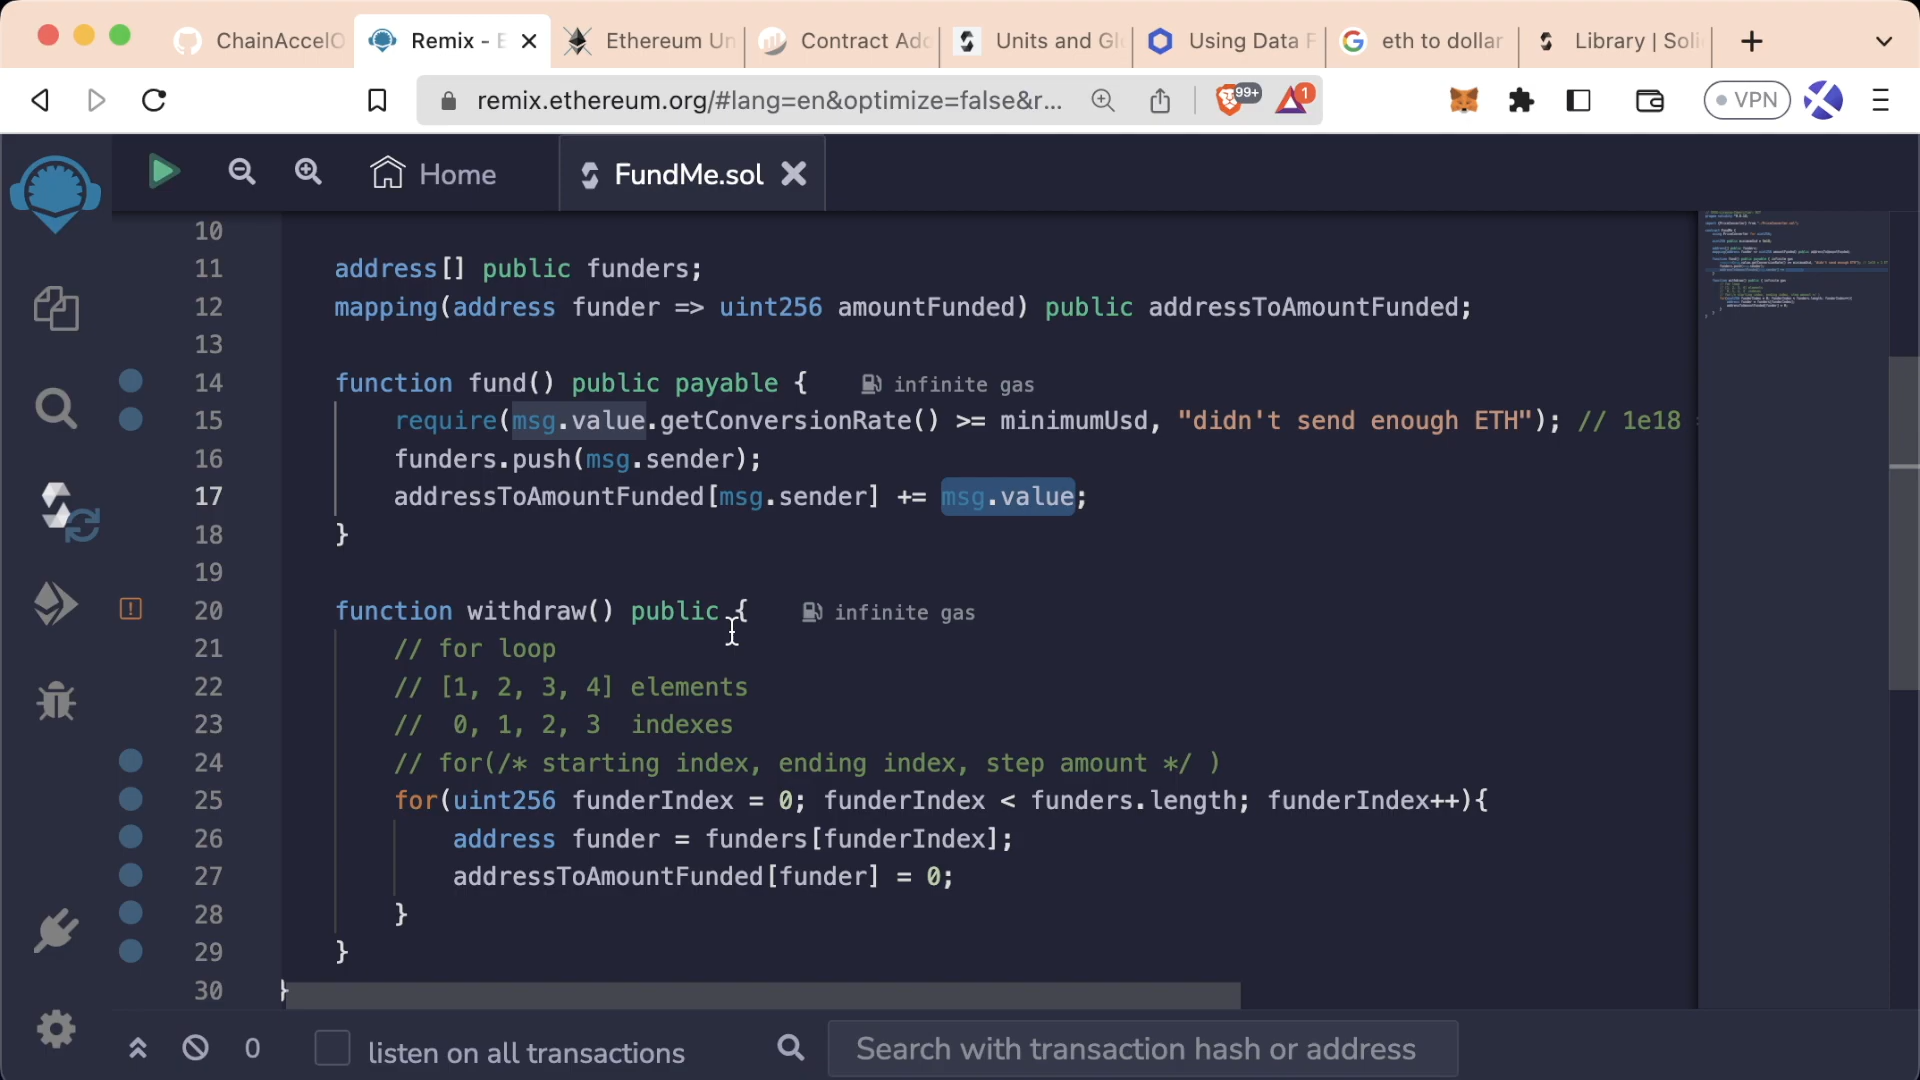 ChainAccelO
Remix - E
Ethereum Un
Contract Add
Units and Gl
Using Data F
eth to dollar
Library | Soli
remix.ethereum.org/#lang=en&optimize=false&r...
99+
1
VPN
Home
FundMe.sol
10
11 address[] public funders;
12 mapping(address funder => uint256 amountFunded) public addressToAmountFunded;
13
14 function fund() public payable { infinite gas
15 require(msg.value.getConversionRate() >= minimumUsd, "didn't send enough ETH"); // 1e18
16 funders.push(msg.sender);
17 addressToAmountFunded[msg.sender] += msg.value;
18 }
19
20 function withdraw() public { infinite gas
21 // for loop
22 // [1, 2, 3, 4] elements
23 // 0, 1, 2, 3 indexes
24 // for(/* starting index, ending index, step amount */ )
25 for(uint256 funderIndex = 0; funderIndex < funders.length; funderIndex++){
26 address funder = funders[funderIndex];
27 addressToAmountFunded[funder] = 0;
28 }
29 }
30 }
0
listen on all transactions
Search with transaction hash or address